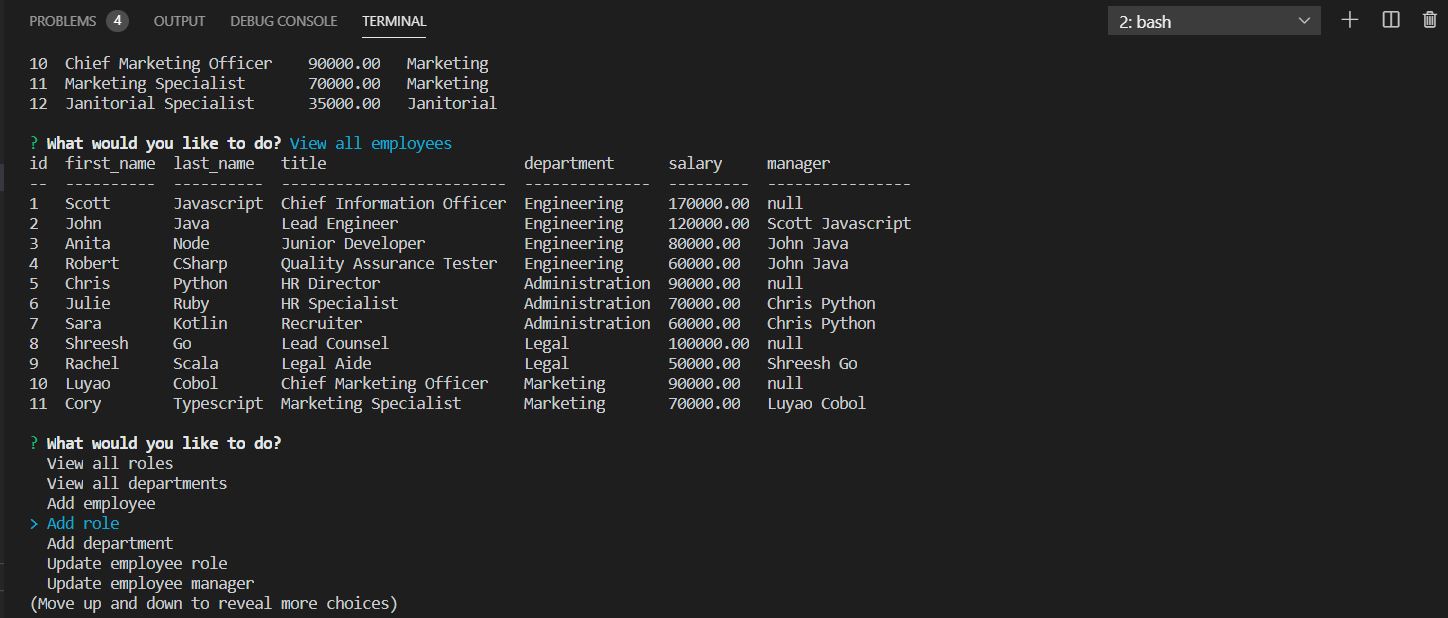 PROBLEMS 4 OUTPUT DEBUG CONSOLE TERMINAL 2: bash
10 Chief Marketing Officer 90000.00 Marketing
11 Marketing Specialist 70000.00 Marketing
12 Janitorial Specialist 35000.00 Janitorial
? What would you like to do? View all employees
id first_name last_name title department salary manager
-- ---------- ---------- ------------------------- -------------- --------- ----------------
1 Scott Javascript Chief Information Officer Engineering 170000.00 null
2 John Java Lead Engineer Engineering 120000.00 Scott Javascript
3 Anita Node Junior Developer Engineering 80000.00 John Java
4 Robert CSharp Quality Assurance Tester Engineering 60000.00 John Java
5 Chris Python HR Director Administration 90000.00 null
6 Julie Ruby HR Specialist Administration 70000.00 Chris Python
7 Sara Kotlin Recruiter Administration 60000.00 Chris Python
8 Shreesh Go Lead Counsel Legal 100000.00 null
9 Rachel Scala Legal Aide Legal 50000.00 Shreesh Go
10 Luyao Cobol Chief Marketing Officer Marketing 90000.00 null
11 Cory Typescript Marketing Specialist Marketing 70000.00 Luyao Cobol
? What would you like to do?
View all roles
View all departments
Add employee
> Add role
Add department
Update employee role
Update employee manager
(Move up and down to reveal more choices)